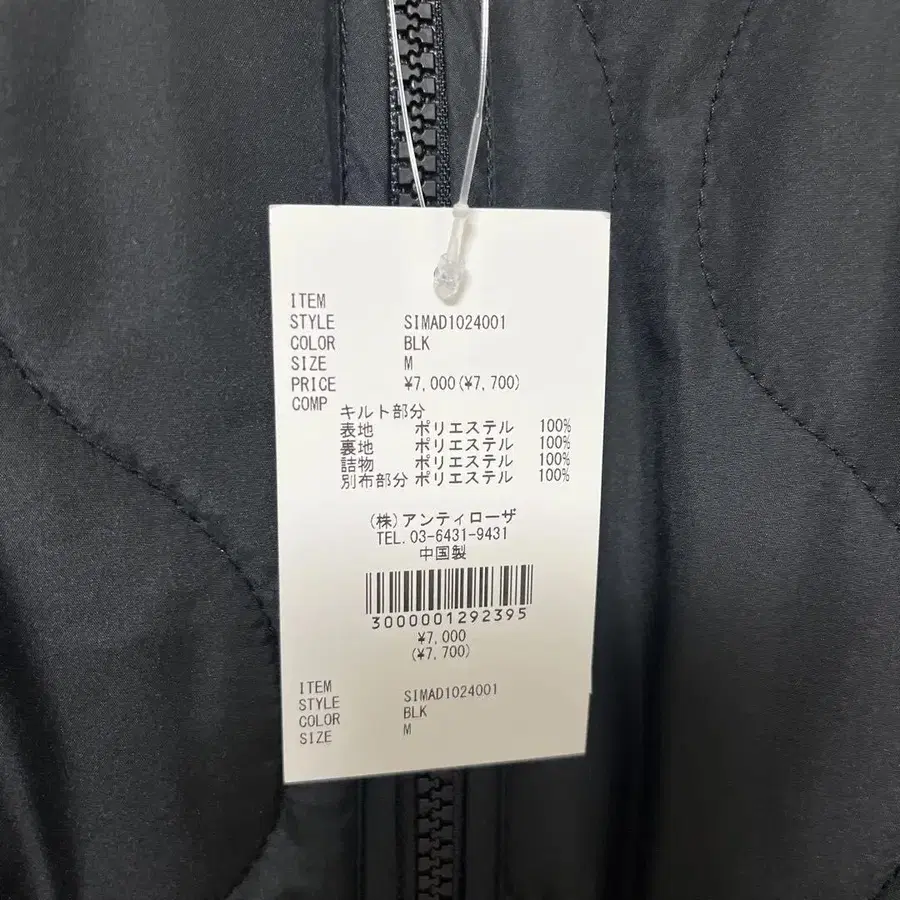 ITEM
STYLE SIMAD1024001
COLOR BLK
SIZE M
PRICE ¥7,000(¥7,700)
COMP
キルト部分
表地 ポリエステル 100%
裏地 ポリエステル 100%
詰物 ポリエステル 100%
別布部分 ポリエステル 100%
(株)アンティローザ
TEL.03-6431-9431
中国製
3000001292395
¥7,000
(¥7,700)
ITEM
STYLE SIMAD1024001
COLOR BLK
SIZE M